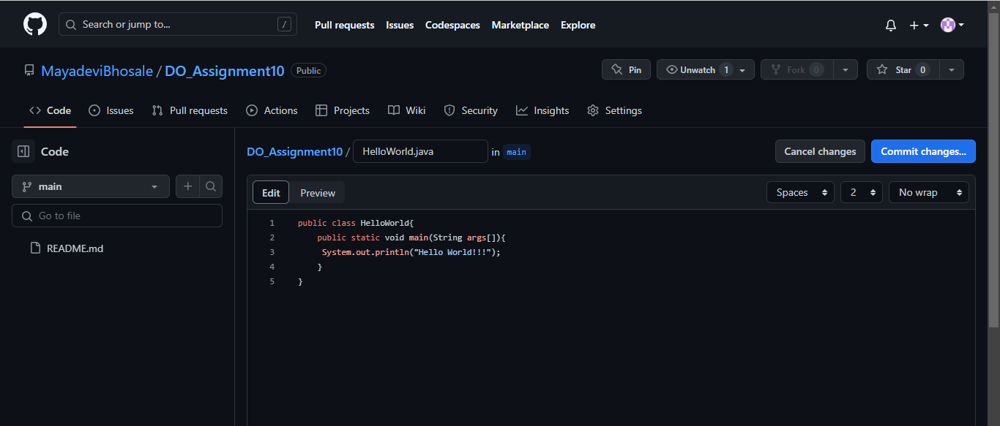 Search or jump to... /
Pull requests Issues Codespaces Marketplace Explore
MayadeviBhosale / DO_Assignment10 Public
Pin Unwatch 1 Fork 0 Star 0
Code Issues Pull requests Actions Projects Wiki Security Insights Settings
Code
main
Go to file
README.md
DO_Assignment10 / HelloWorld.java in main
Cancel changes Commit changes...
Edit Preview Spaces 2 No wrap
1 public class HelloWorld{
2 public static void main(String args[]){
3 System.out.println("Hello World!!!");
4 }
5 }